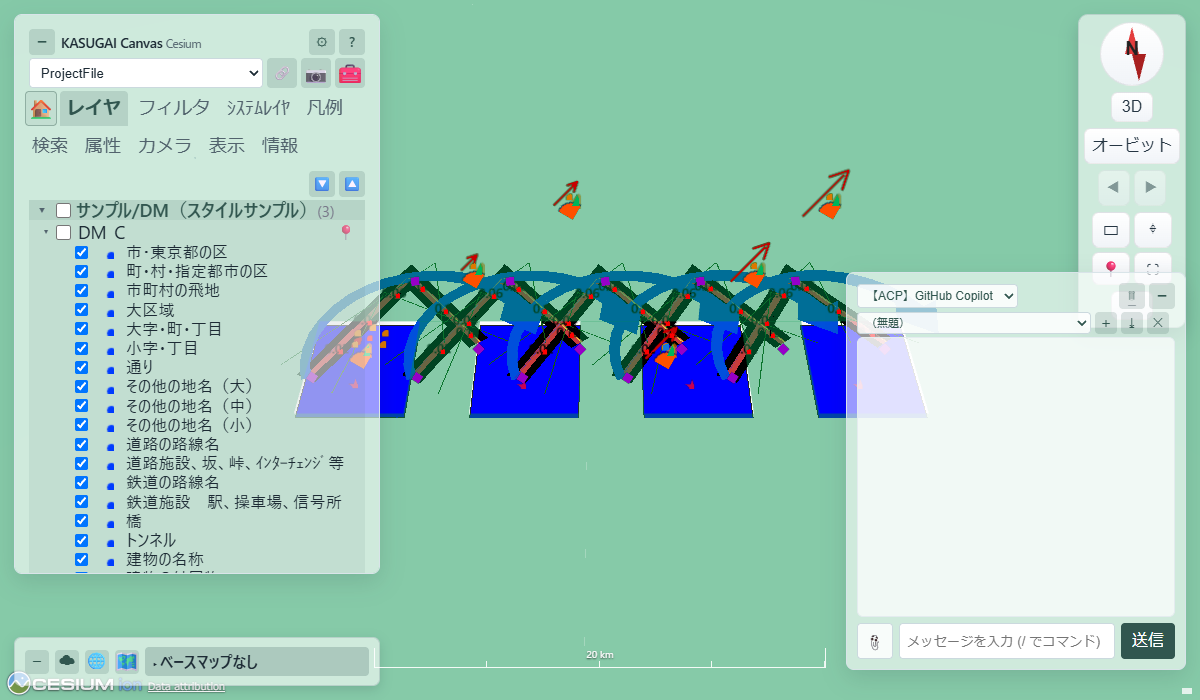 KASUGAI Canvas Cesium
?
ProjectFile
レイヤ フィルタ ｼｽﾃﾑﾚｲﾔ 凡例
検索 属性 カメラ 表示 情報
サンプル/DM（スタイルサンプル） (3)
DM C
市・東京都の区
町・村・指定都市の区
市町村の飛地
大区域
大字・町・丁目
小字・丁目
通り
その他の地名（大）
その他の地名（中）
その他の地名（小）
道路の路線名
道路施設、坂、峠、ｲﾝﾀｰﾁｪﾝｼﾞ等
鉄道の路線名
鉄道施設　駅、操車場、信号所
橋
トンネル
建物の名称
ベースマップなし
CESIUM ion Data attribution
20 km
N
3D
オービット
【ACP】GitHub Copilot
（無題）
メッセージを入力 (/ でコマンド)
送信